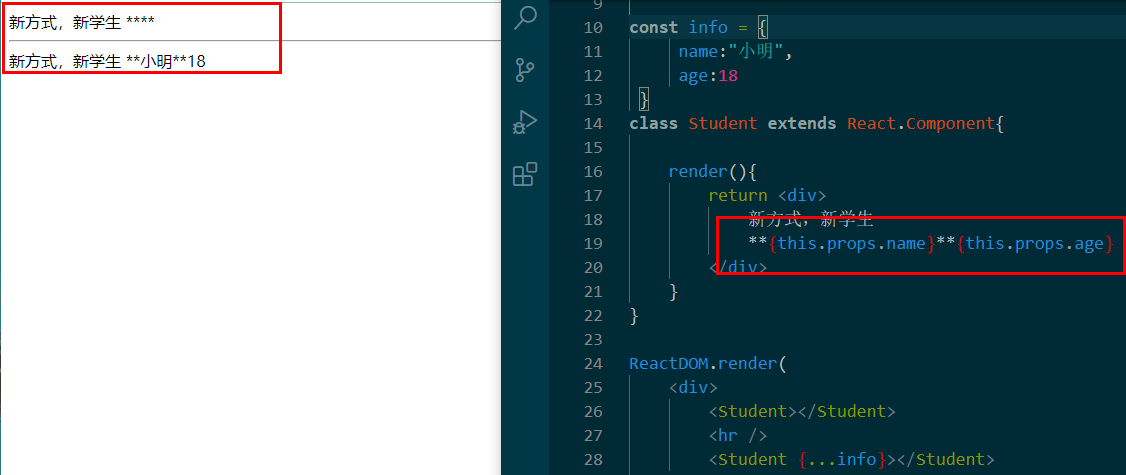 新方式，新学生 ****
新方式，新学生 **小明**18
9
10 const info = {
11 name:"小明",
12 age:18
13 }
14 class Student extends React.Component{
15
16 render(){
17 return <div>
18 新方式，新学生
19 **{this.props.name}**{this.props.age}
20 </div>
21 }
22 }
23
24 ReactDOM.render(
25 <div>
26 <Student></Student>
27 <hr />
28 <Student {...info}></Student>